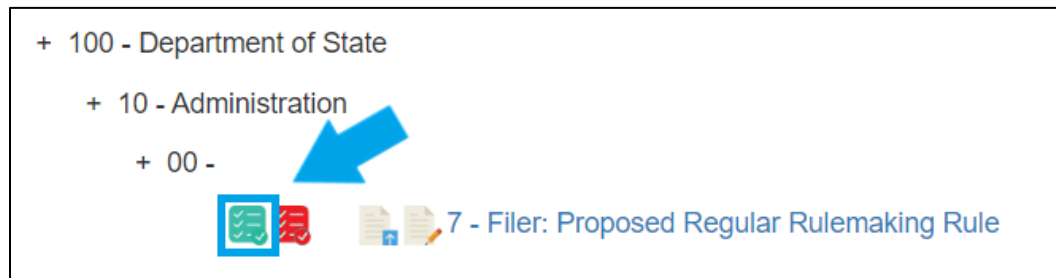 + 100 - Department of State
+ 10 - Administration
+ 00 -
7 - Filer: Proposed Regular Rulemaking Rule